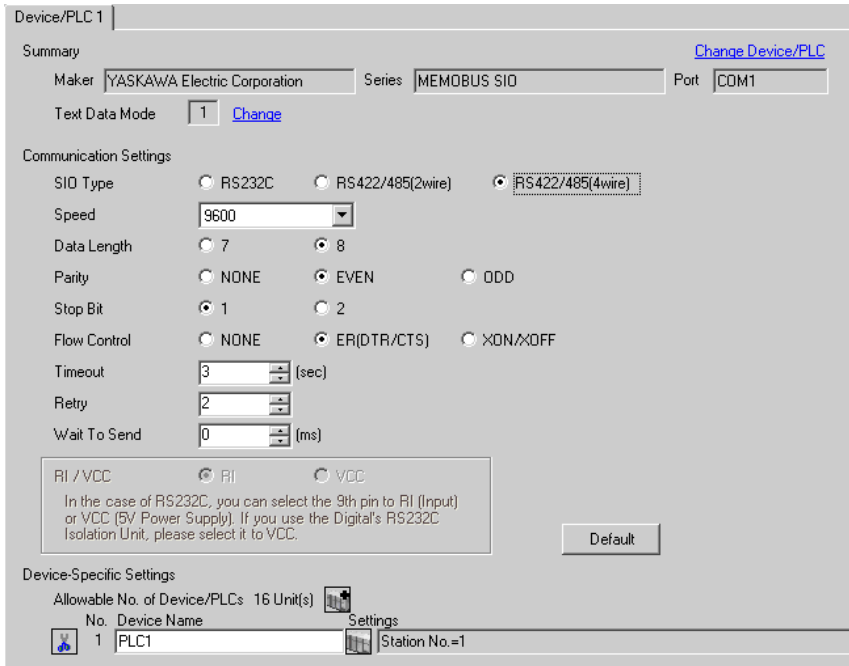 Device/PLC 1
Summary Change Device/PLC
Maker YASKAWA Electric Corporation Series MEMOBUS SIO Port COM1
Text Data Mode 1 Change
Communication Settings
SIO Type RS232C RS422/485(2wire) RS422/485(4wire)
Speed 9600
Data Length 7 8
Parity NONE EVEN ODD
Stop Bit 1 2
Flow Control NONE ER(DTR/CTS) XON/XOFF
Timeout 3 (sec)
Retry 2
Wait To Send 0 (ms)
RI / VCC RI VCC
In the case of RS232C, you can select the 9th pin to RI (Input)
or VCC (5V Power Supply). If you use the Digital's RS232C
Isolation Unit, please select it to VCC.
Default
Device-Specific Settings
Allowable No. of Device/PLCs 16 Unit(s)
No. Device Name Settings
1 PLC1 Station No.=1